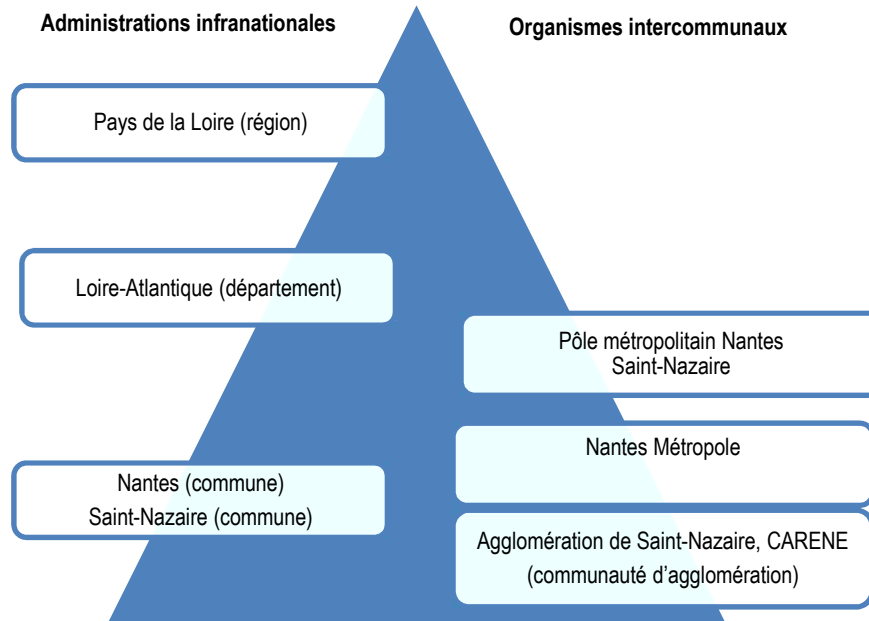 Administrations infranationales
Organismes intercommunaux
Pays de la Loire (région)
Loire-Atlantique (département)
Pôle métropolitain Nantes
Saint-Nazaire
Nantes Métropole
Nantes (commune)
Saint-Nazaire (commune)
Agglomération de Saint-Nazaire, CARENE
(communauté d’agglomération)